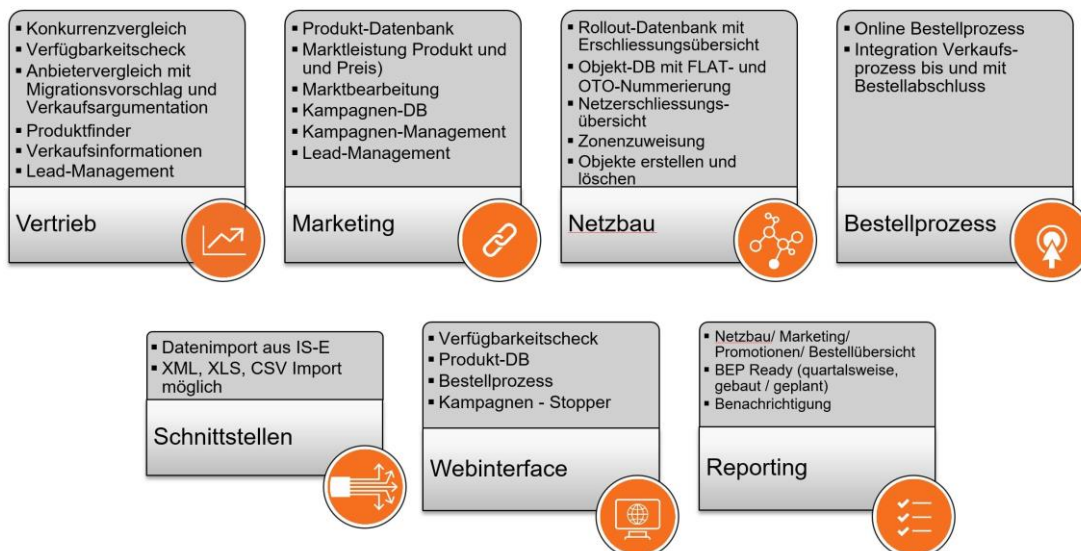 ▪ Konkurrenzvergleich
▪ Verfügbarkeitscheck
▪ Anbietervergleich mit
Migrationsvorschlag und
Verkaufsargumentation
▪ Produktfinder
▪ Verkaufsinformationen
▪ Lead-Management
Vertrieb
▪ Produkt-Datenbank
▪ Marktleistung Produkt und
und Preis)
▪ Marktbearbeitung
▪ Kampagnen-DB
▪ Kampagnen-Management
▪ Lead-Management
Marketing
▪ Rollout-Datenbank mit
Erschliessungsübersicht
▪ Objekt-DB mit FLAT- und
OTO-Nummerierung
▪ Netzerschliessungs-
übersicht
▪ Zonenzuweisung
▪ Objekte erstellen und
löschen
Netzbau
▪ Online Bestellprozess
▪ Integration Verkaufs-
prozess bis und mit
Bestellabschluss
Bestellprozess
▪ Datenimport aus IS-E
▪ XML, XLS, CSV Import
möglich
Schnittstellen
▪ Verfügbarkeitscheck
▪ Produkt-DB
▪ Bestellprozess
▪ Kampagnen - Stopper
Webinterface
▪ Netzbau/ Marketing/
Promotionen/ Bestellübersicht
▪ BEP Ready (quartalsweise,
gebaut / geplant)
▪ Benachrichtigung
Reporting